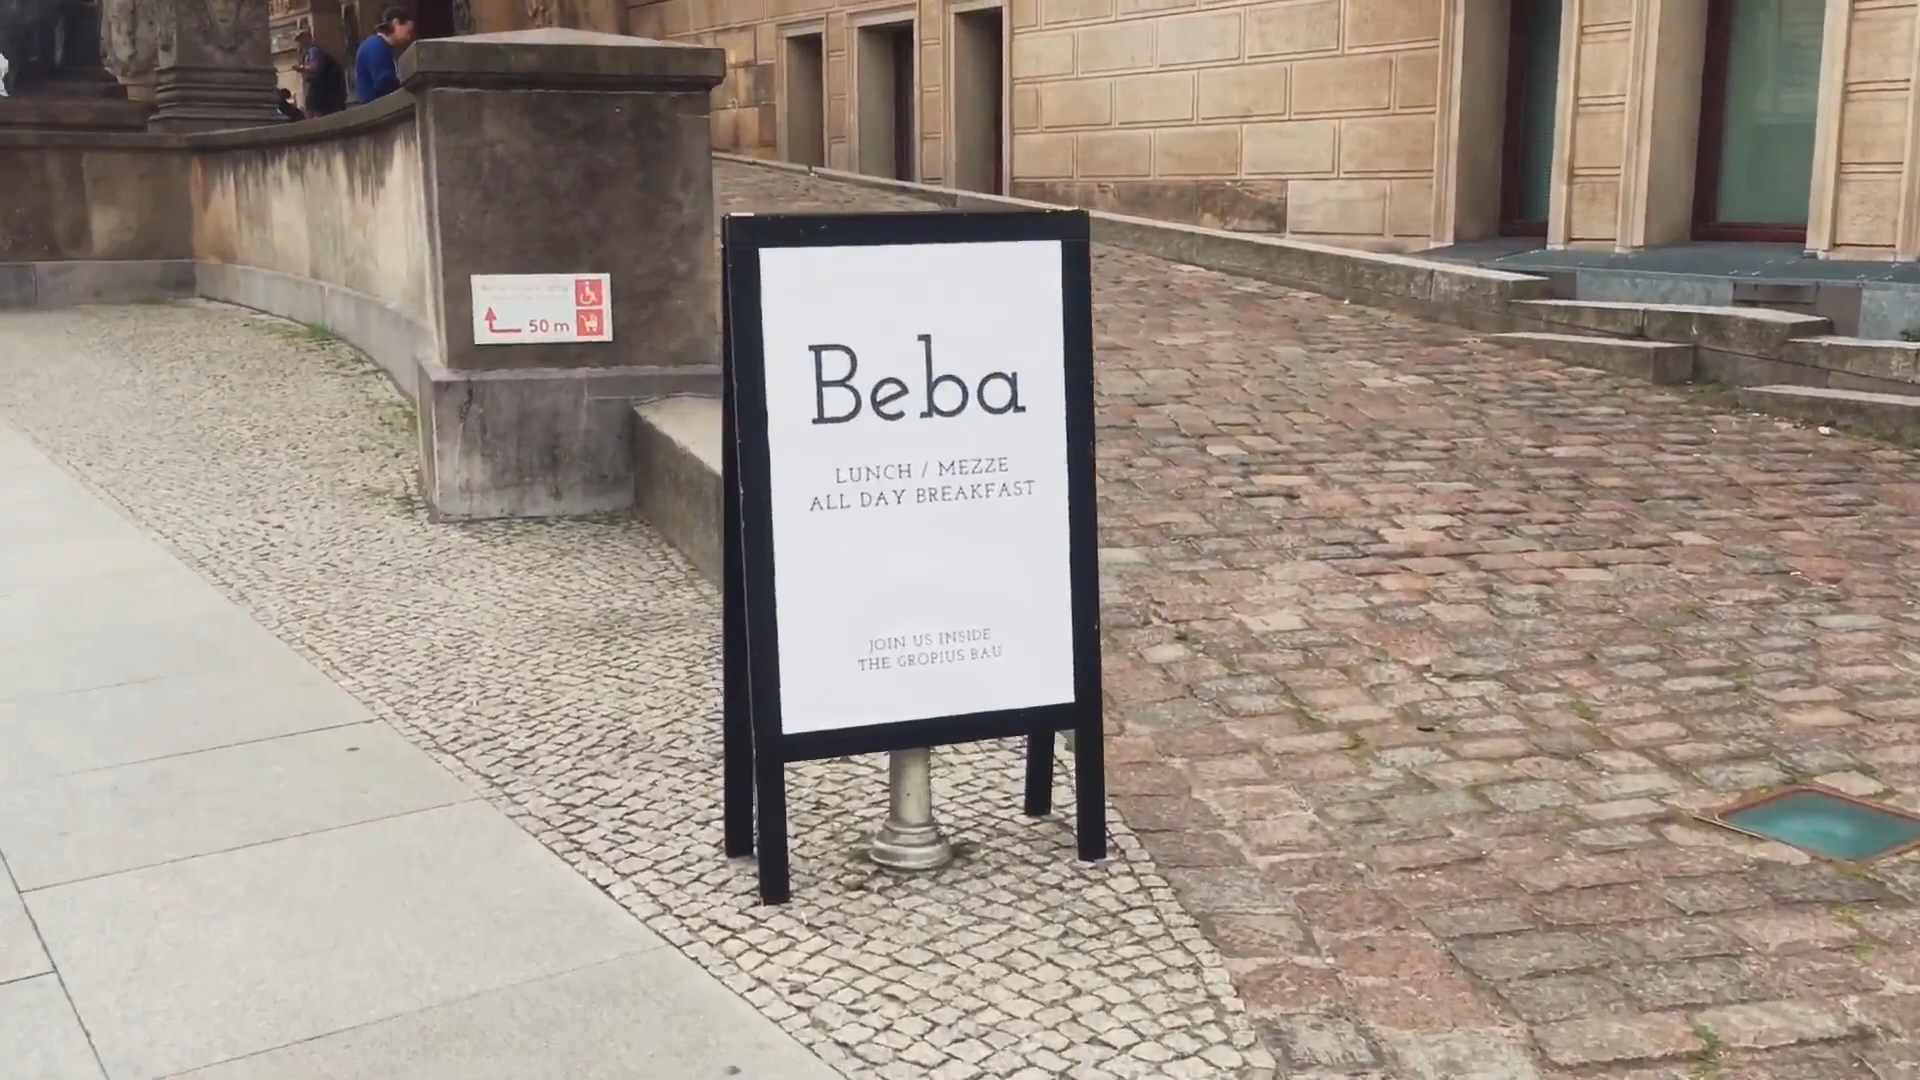 Beba
LUNCH / MEZZE
ALL DAY BREAKFAST
JOIN US INSIDE
THE GROPIUS BAU
50 m